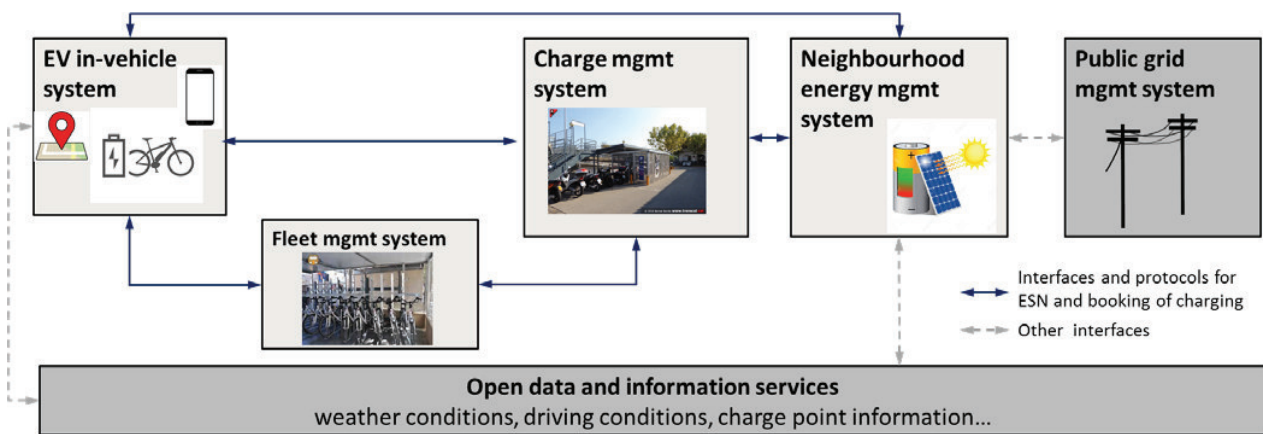 EV in-vehicle
system
Charge mgmt
system
Neighbourhood
energy mgmt
system
Public grid
mgmt system
Fleet mgmt system
Interfaces and protocols for
ESN and booking of charging
Other interfaces
Open data and information services
weather conditions, driving conditions, charge point information...